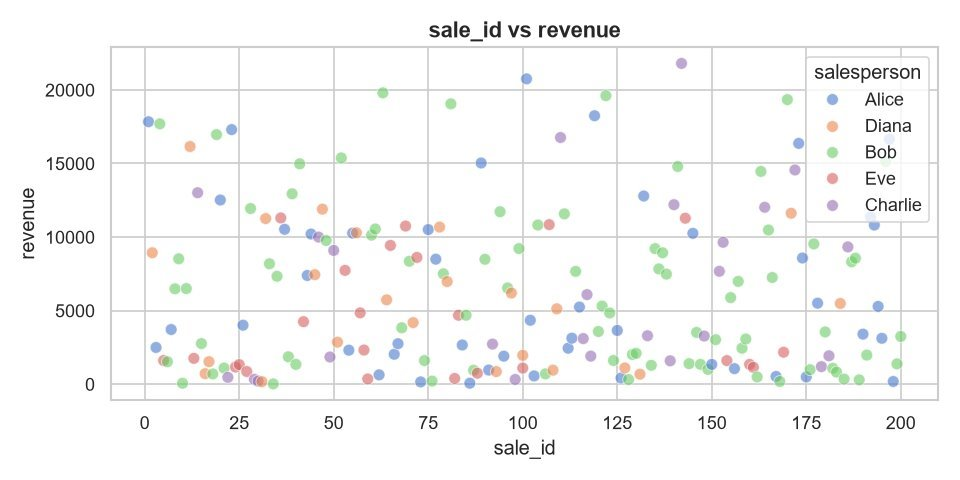 sale_id vs revenue
revenue
20000
15000
10000
5000
0
0 25 50 75 100 125 150 175 200
sale_id
salesperson
Alice
Diana
Bob
Eve
Charlie